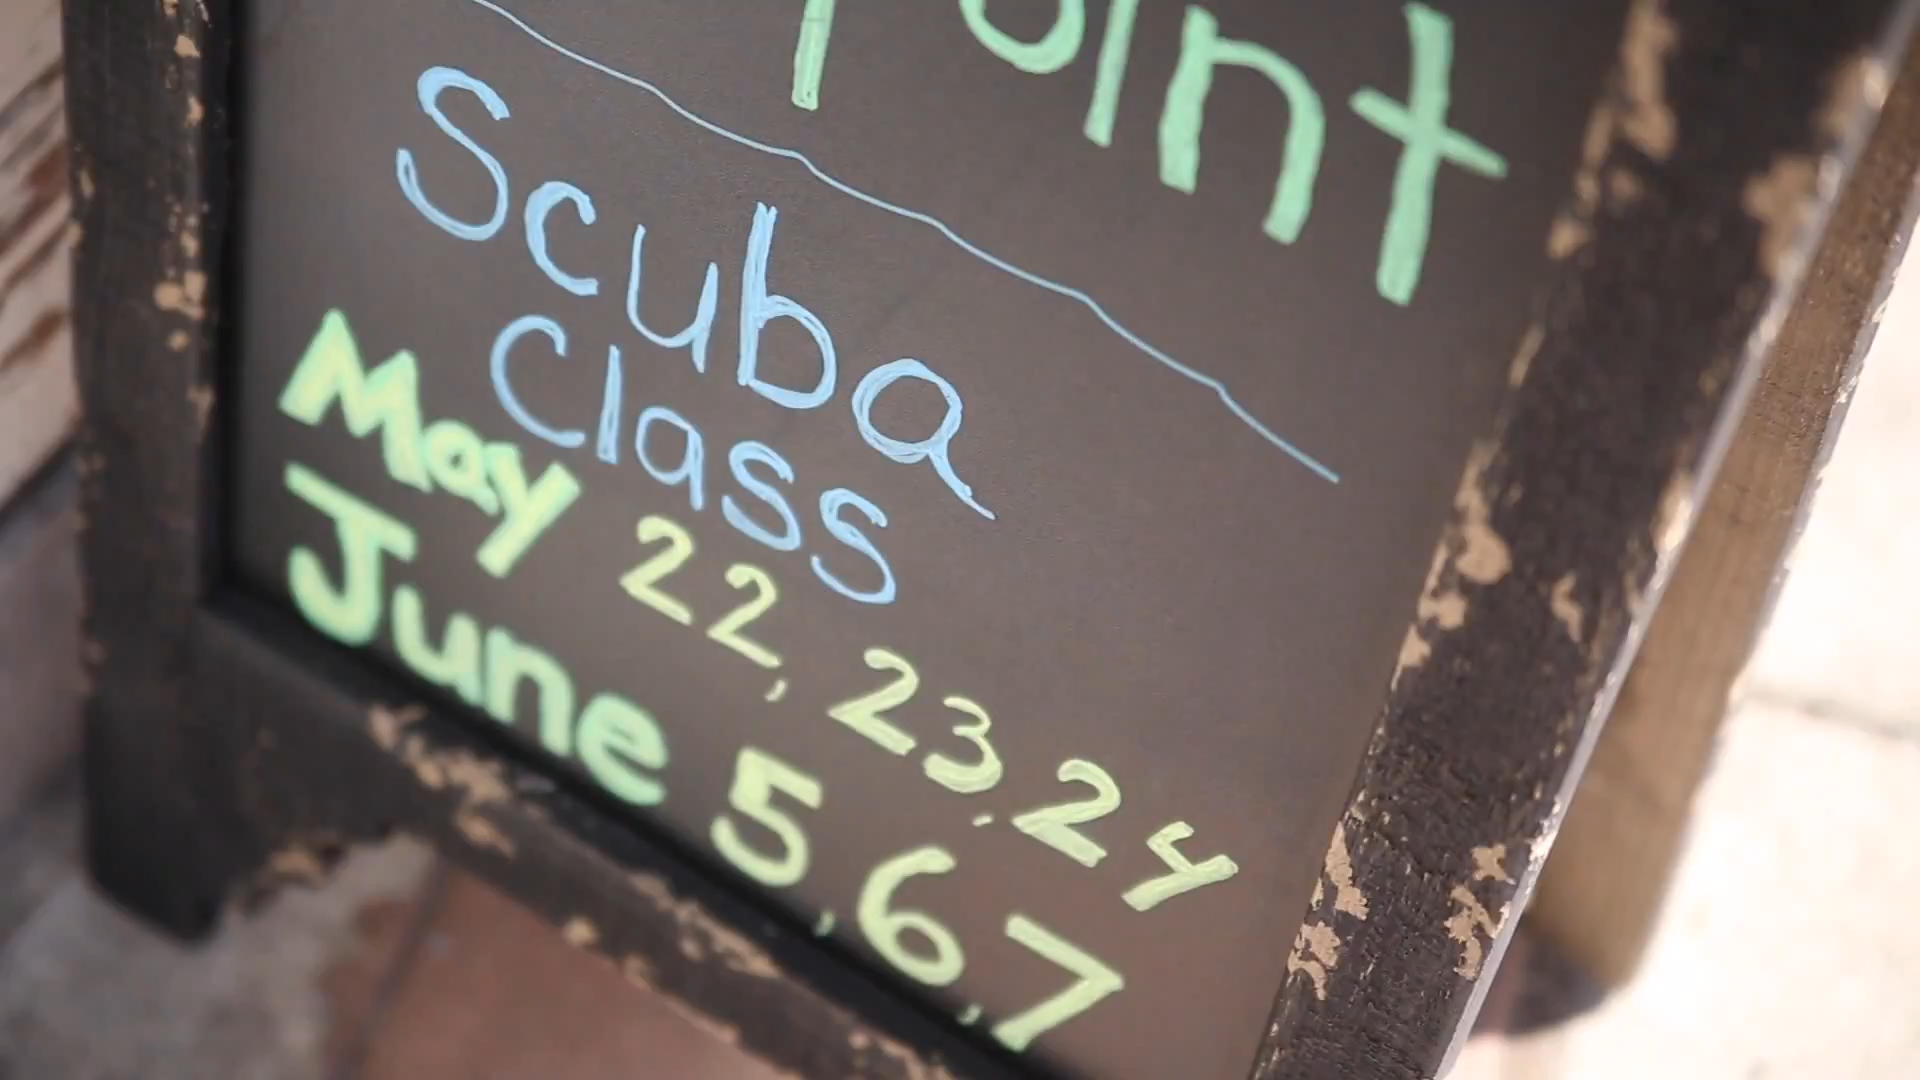 Point
Scuba
Class
May 22, 23, 24
June 5, 6, 7